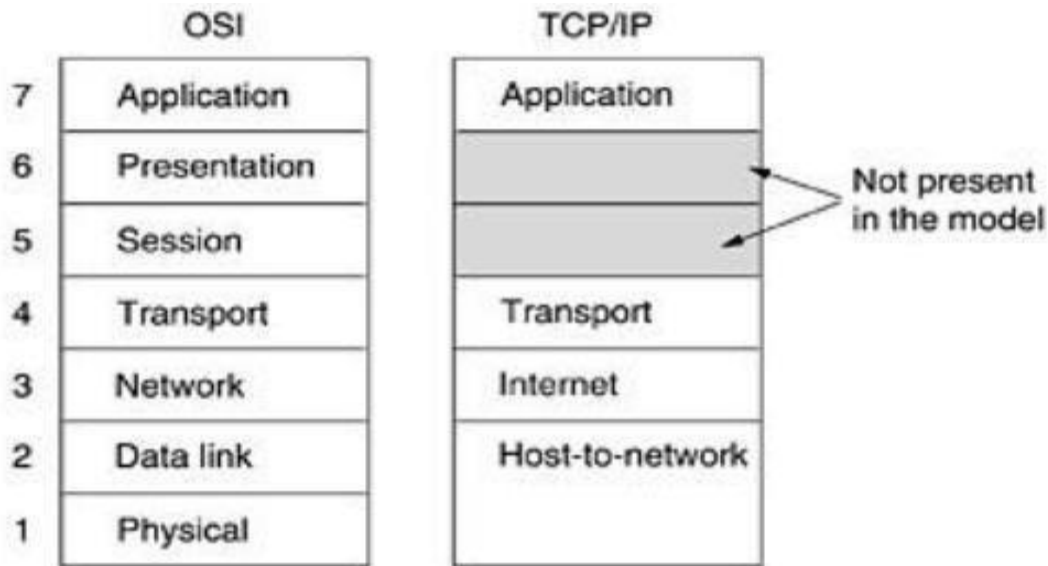 OSI
TCP/IP
7
Application
Application
6
Presentation
Not present
in the model
5
Session
4
Transport
Transport
3
Network
Internet
2
Data link
Host-to-network
1
Physical